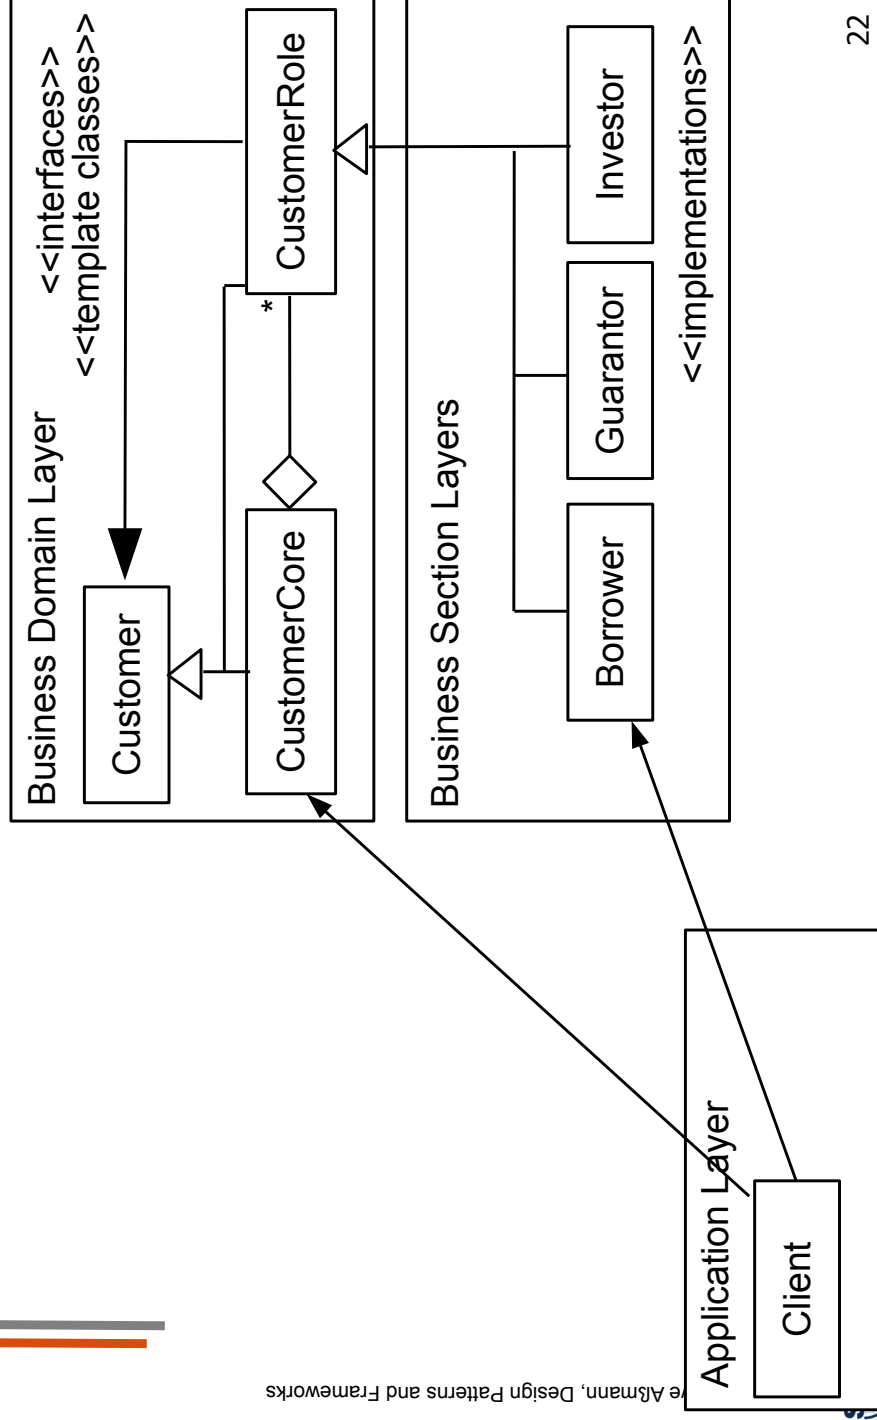 Business Domain Layer
<<interfaces>>
<<template classes>>
Customer
CustomerCore
*
CustomerRole
Business Section Layers
Borrower
Guarantor
Investor
<<implementations>>
Application Layer
Client
Aßmann, Design Patterns and Frameworks
22